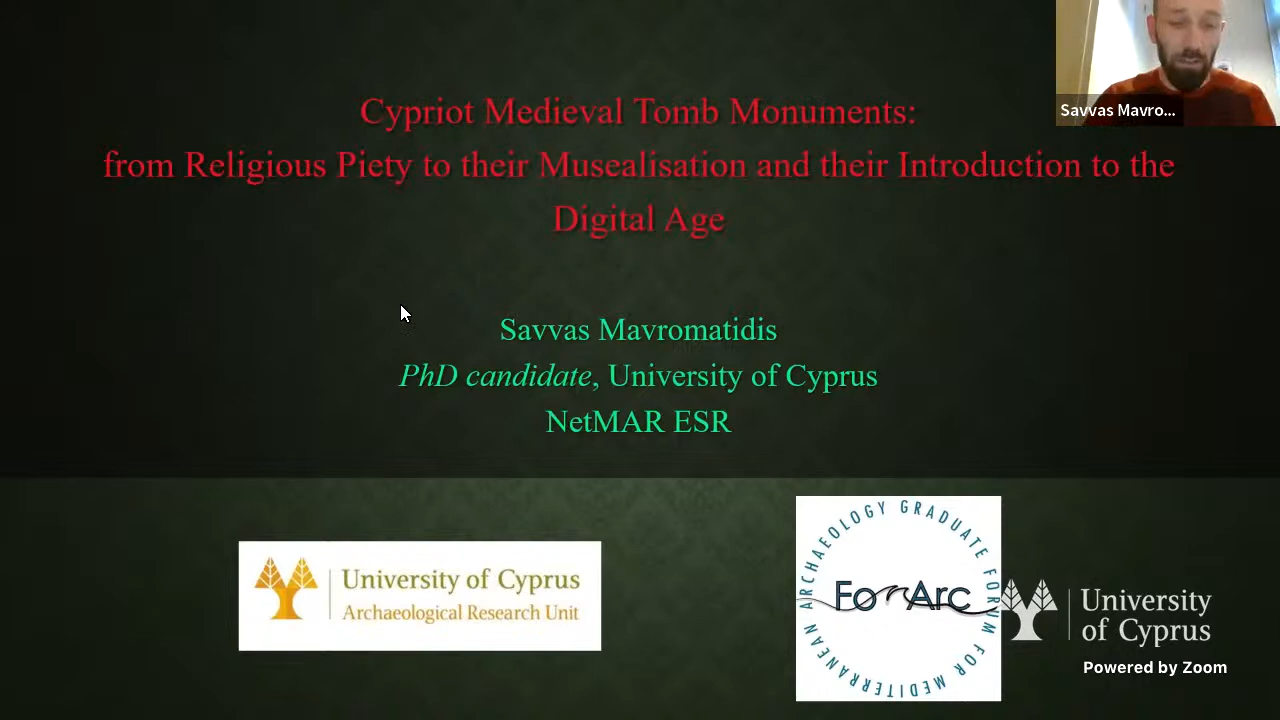 Cypriot Medieval Tomb Monuments:
from Religious Piety to their Musealisation and their Introduction to the
Digital Age
Savvas Mavro...
Savvas Mavromatidis
PhD candidate, University of Cyprus
NetMAR ESR
University of Cyprus
Archaeological Research Unit
ARCHAEOLOGY GRADUATE FORUM FOR MEDITERRANEAN
FormArc
University
of Cyprus
Powered by Zoom